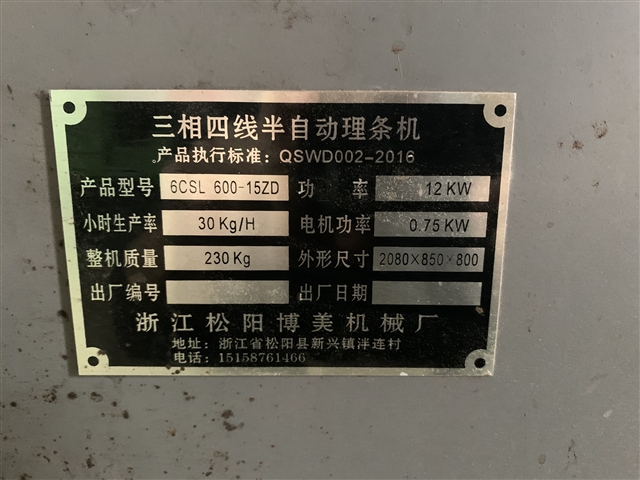 三相四线半自动理条机
产品执行标准：QSWD002-2016
产品型号 6CSL 600-15ZD 功率 12 KW
小时生产率 30 Kg/H 电机功率 0.75 KW
整机质量 230 Kg 外形尺寸 2080×850×800
出厂编号 出厂日期
浙江松阳博美机械厂
地址：浙江省松阳县新兴镇泮连村
电话：15158761466